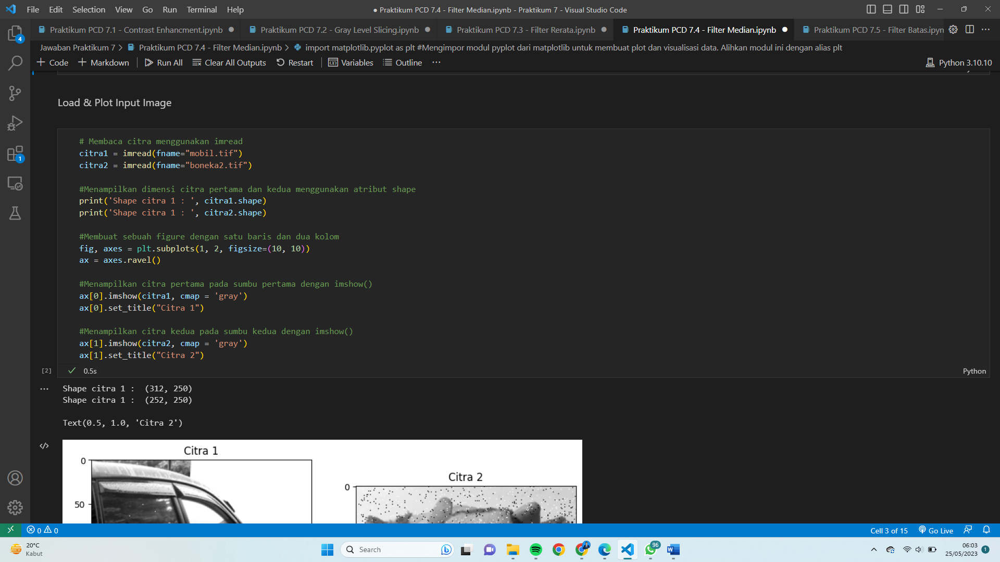 File Edit Selection View Go Run Terminal Help
● Praktikum PCD 7.4 - Filter Median.ipynb - Praktikum 7 - Visual Studio Code
4
Praktikum PCD 7.1 - Contrast Enhancment.ipynb
Praktikum PCD 7.2 - Gray Level Slicing.ipynb
Praktikum PCD 7.3 - Filter Rerata.ipynb
Praktikum PCD 7.4 - Filter Median.ipynb
Praktikum PCD 7.5 - Filter Batas.ipyn
Jawaban Praktikum 7 > Praktikum PCD 7.4 - Filter Median.ipynb > import matplotlib.pyplot as plt #Mengimpor modul pyplot dari matplotlib untuk membuat plot dan visualisasi data. Alihkan modul ini dengan alias plt
+ Code + Markdown Run All Clear All Outputs Restart Variables Outline ... Python 3.10.10
Load & Plot Input Image
# Membaca citra menggunakan imread
citra1 = imread(fname="mobil.tif")
citra2 = imread(fname="boneka2.tif")
1
#Menampilkan dimensi citra pertama dan kedua menggunakan atribut shape
print('Shape citra 1 : ', citra1.shape)
print('Shape citra 1 : ', citra2.shape)
#Membuat sebuah figure dengan satu baris dan dua kolom
fig, axes = plt.subplots(1, 2, figsize=(10, 10))
ax = axes.ravel()
#Menampilkan citra pertama pada sumbu pertama dengan imshow()
ax[0].imshow(citra1, cmap = 'gray')
ax[0].set_title("Citra 1")
#Menampilkan citra kedua pada sumbu kedua dengan imshow()
ax[1].imshow(citra2, cmap = 'gray')
ax[1].set_title("Citra 2")
[2] 0.5s Python
Shape citra 1 :  (312, 250)
Shape citra 1 :  (252, 250)
Text(0.5, 1.0, 'Citra 2')
Citra 1
0
Citra 2
0
50
0 0 Cell 3 of 15 Go Live
20°C
Kabut
Search
96
06:03
25/05/2023
1